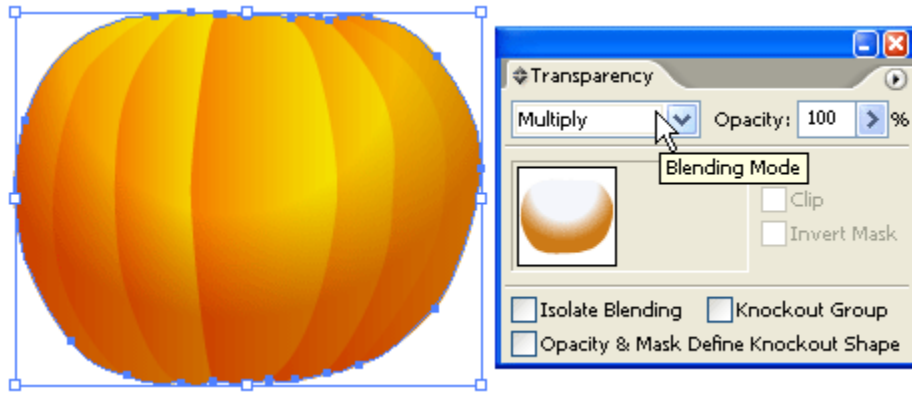 Transparency
Multiply Opacity: 100 %
Blending Mode
Clip
Invert Mask
Isolate Blending Knockout Group
Opacity & Mask Define Knockout Shape